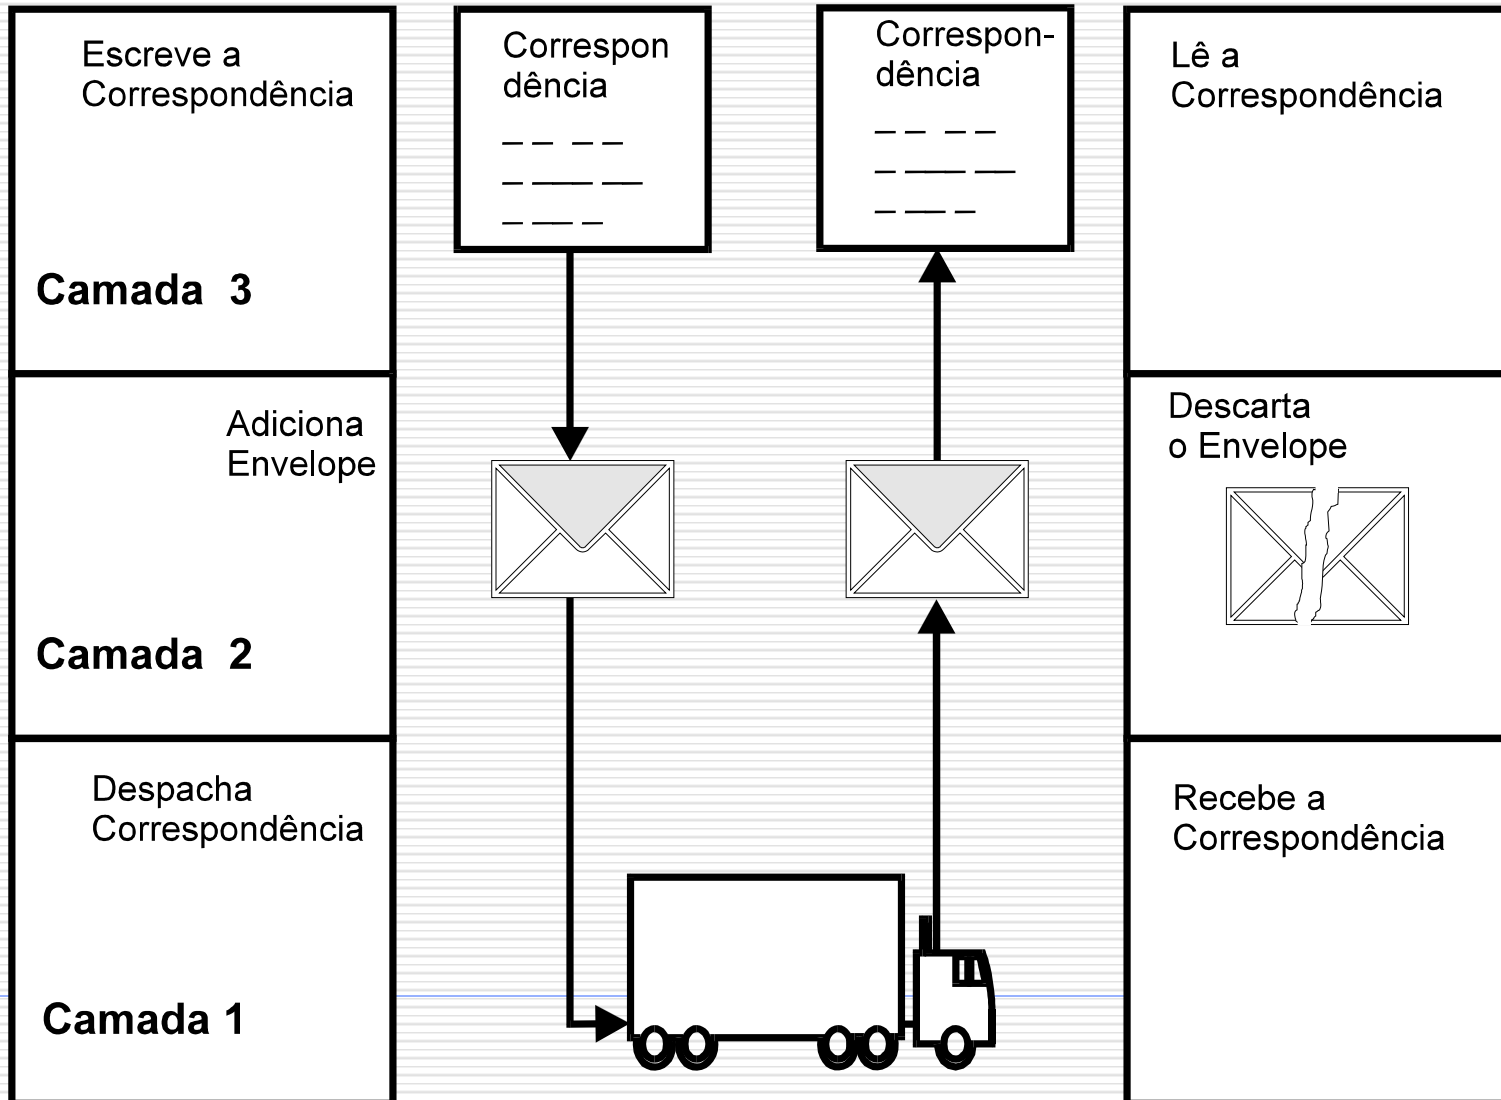 Escreve a
Correspondência
Camada 3
Correspon
dência
Correspon-
dência
Lê a
Correspondência
Adiciona
Envelope
Camada 2
Descarta
o Envelope
Despacha
Correspondência
Camada 1
Recebe a
Correspondência